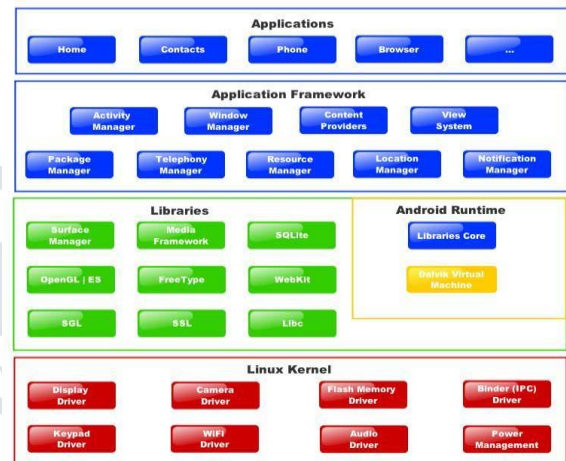 Applications
Home
Contacts
Phone
Browser
...
Application Framework
Activity
Manager
Window
Manager
Content
Providers
View
System
Package
Manager
Telephony
Manager
Resource
Manager
Location
Manager
Notification
Manager
Libraries
Surface
Manager
Media
Framework
SQLite
OpenGL | ES
FreeType
WebKit
SGL
SSL
Libc
Android Runtime
Libraries Core
Dalvik Virtual
Machine
Linux Kernel
Display
Driver
Camera
Driver
Flash Memory
Driver
Binder (IPC)
Driver
Keypad
Driver
WiFi
Driver
Audio
Driver
Power
Management